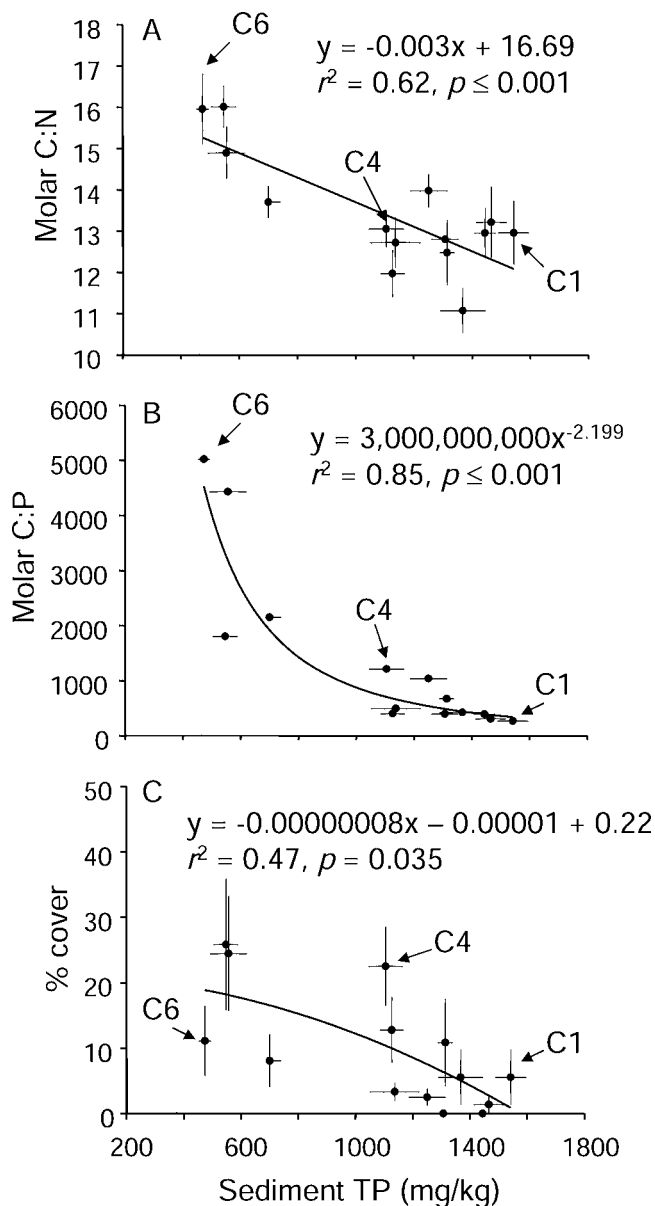 A
C6
y = -0.003x + 16.69
r² = 0.62, p ≤ 0.001
18
17
16
15
14
13
12
11
10
Molar C:N
C4
C1
B
C6
y = 3,000,000,000x^-2.199
r² = 0.85, p ≤ 0.001
6000
5000
4000
3000
2000
1000
0
Molar C:P
C4
C1
C
y = -0.00000008x – 0.00001 + 0.22
r² = 0.47, p = 0.035
50
40
30
20
10
0
% cover
C4
C6
C1
200 600 1000 1400 1800
Sediment TP (mg/kg)